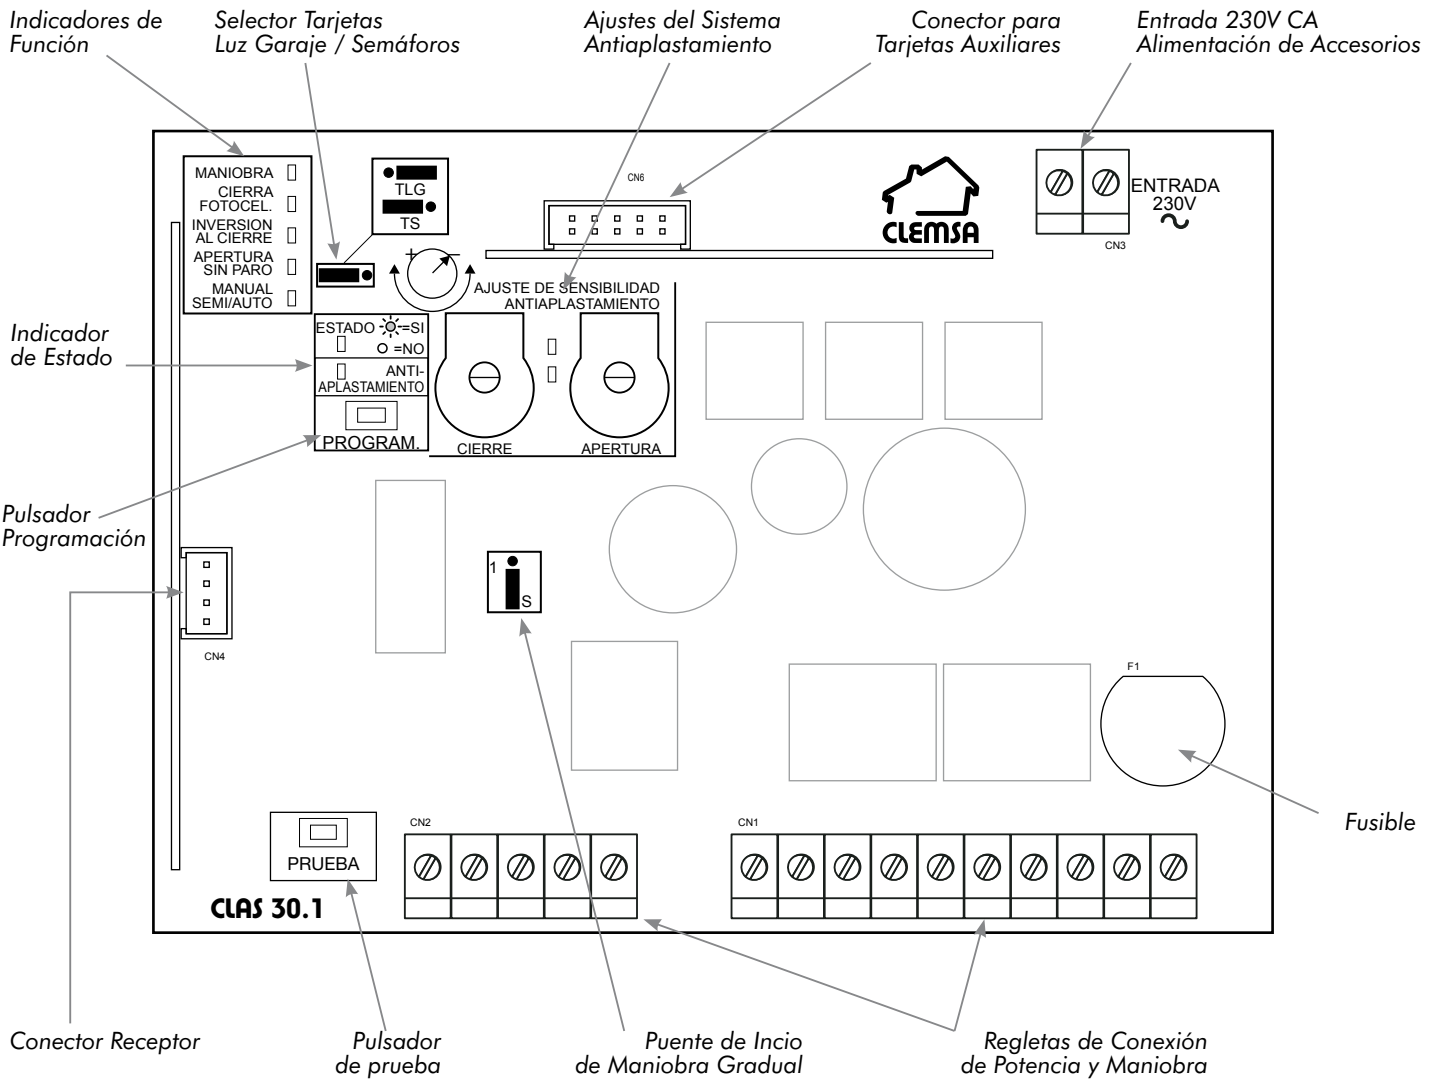 Indicadores de
Función
Selector Tarjetas
Luz Garaje / Semáforos
Ajustes del Sistema
Antiaplastamiento
Conector para
Tarjetas Auxiliares
Entrada 230V CA
Alimentación de Accesorios
MANIOBRA
CIERRA
FOTOCEL.
INVERSION
AL CIERRE
APERTURA
SIN PARO
MANUAL
SEMI/AUTO
TLG
TS
CN6
CLEMSA
ENTRADA
230V
CN3
+ −
AJUSTE DE SENSIBILIDAD
ANTIAPLASTAMIENTO
Indicador
de Estado
ESTADO =SI
=NO
ANTI-
APLASTAMIENTO
PROGRAM.
CIERRE
APERTURA
Pulsador
Programación
1
S
CN4
F1
Fusible
PRUEBA
CN2
CN1
CLAS 30.1
Conector Receptor
Pulsador
de prueba
Puente de Incio
de Maniobra Gradual
Regletas de Conexión
de Potencia y Maniobra